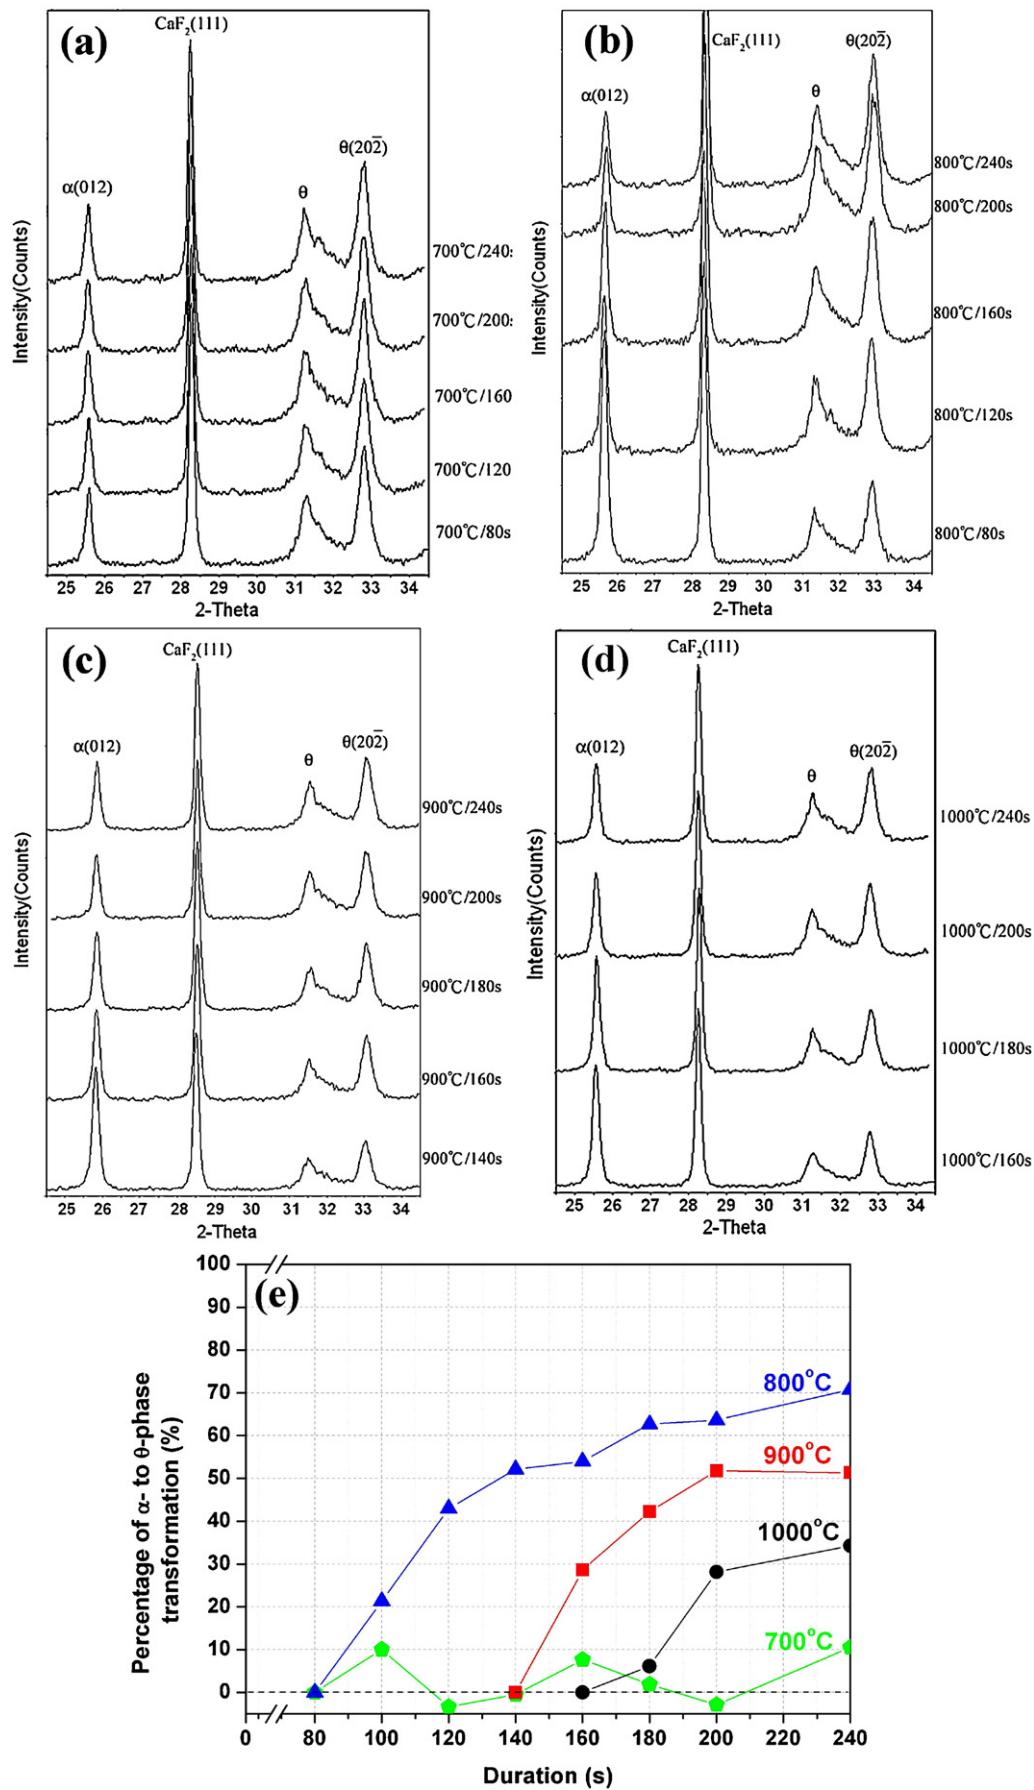 (a)
CaF2(111)
α(012)
θ
θ(202̅)
700℃/240s
700℃/200s
700℃/160
700℃/120
700℃/80s
Intensity(Counts)
25 26 27 28 29 30 31 32 33 34
2-Theta
(b)
CaF2(111)
α(012)
θ
θ(202̅)
800℃/240s
800℃/200s
800℃/160s
800℃/120s
800℃/80s
Intensity(Counts)
25 26 27 28 29 30 31 32 33 34
2-Theta
(c)
CaF2(111)
α(012)
θ
θ(202̅)
900℃/240s
900℃/200s
900℃/180s
900℃/160s
900℃/140s
Intensity(Counts)
25 26 27 28 29 30 31 32 33 34
2-Theta
(d)
CaF2(111)
α(012)
θ
θ(202̅)
1000℃/240s
1000℃/200s
1000℃/180s
1000℃/160s
Intensity(Counts)
25 26 27 28 29 30 31 32 33 34
2-Theta
(e)
100
90
80
70
60
50
40
30
20
10
0
Percentage of α- to θ-phase
transformation (%)
800°C
900°C
1000°C
700°C
0 80 100 120 140 160 180 200 220 240
Duration (s)